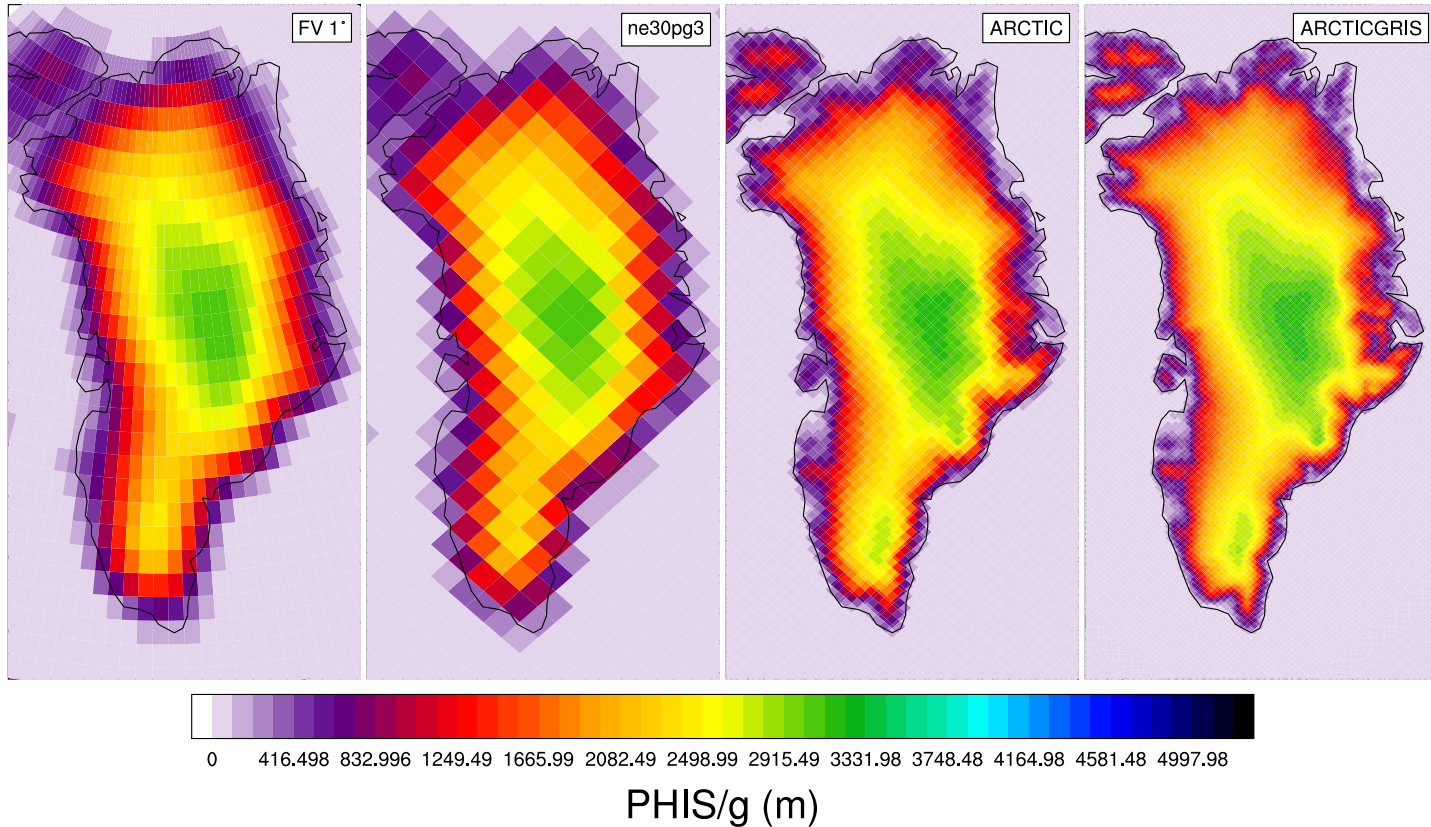 FV 1°
ne30pg3
ARCTIC
ARCTICGRIS
0 416.498 832.996 1249.49 1665.99 2082.49 2498.99 2915.49 3331.98 3748.48 4164.98 4581.48 4997.98
PHIS/g (m)